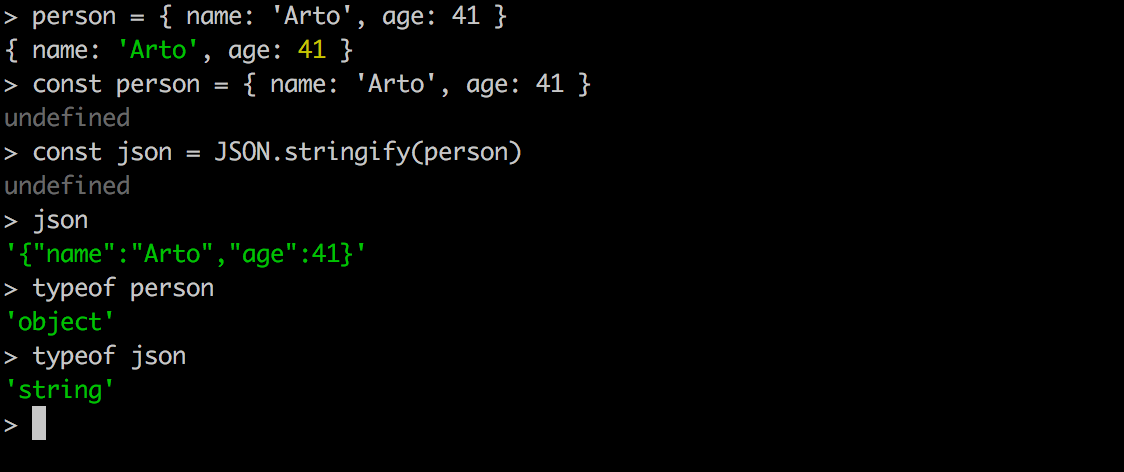 > person = { name: 'Arto', age: 41 }
{ name: 'Arto', age: 41 }
> const person = { name: 'Arto', age: 41 }
undefined
> const json = JSON.stringify(person)
undefined
> json
'{"name":"Arto","age":41}'
> typeof person
'object'
> typeof json
'string'
>